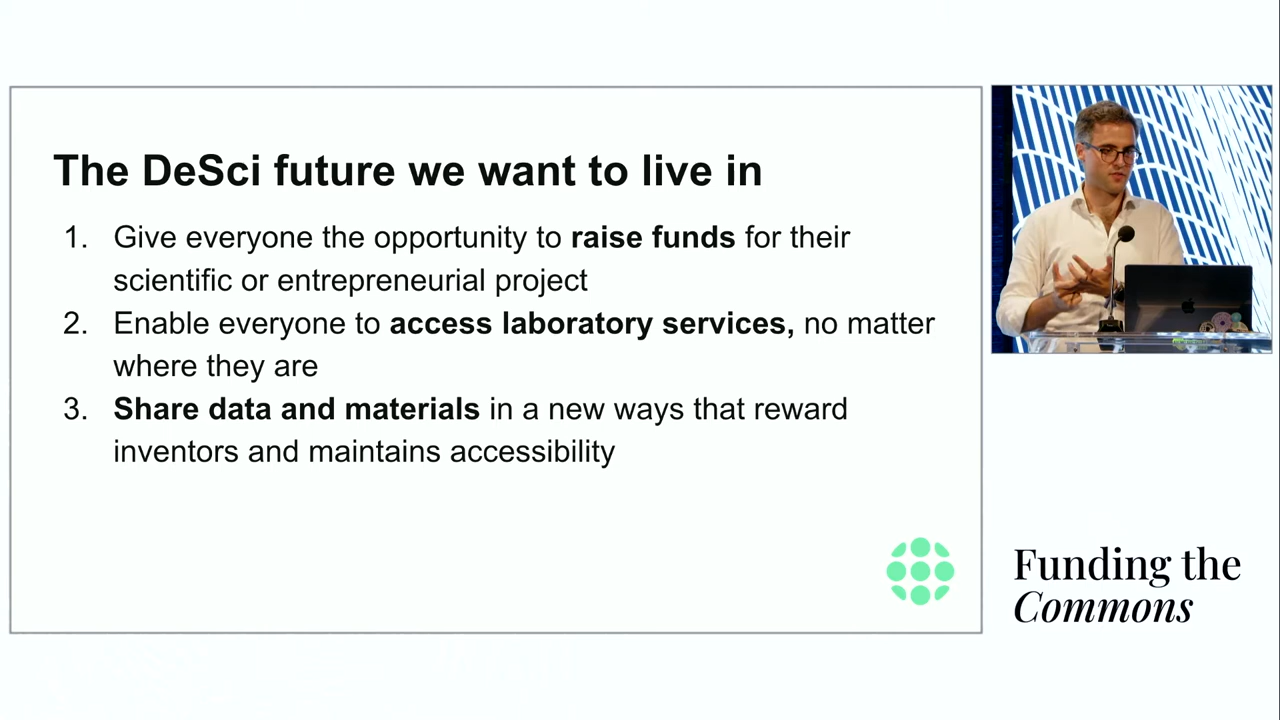 The DeSci future we want to live in
1. Give everyone the opportunity to raise funds for their
scientific or entrepreneurial project
2. Enable everyone to access laboratory services, no matter
where they are
3. Share data and materials in a new ways that reward
inventors and maintains accessibility
Funding the
Commons